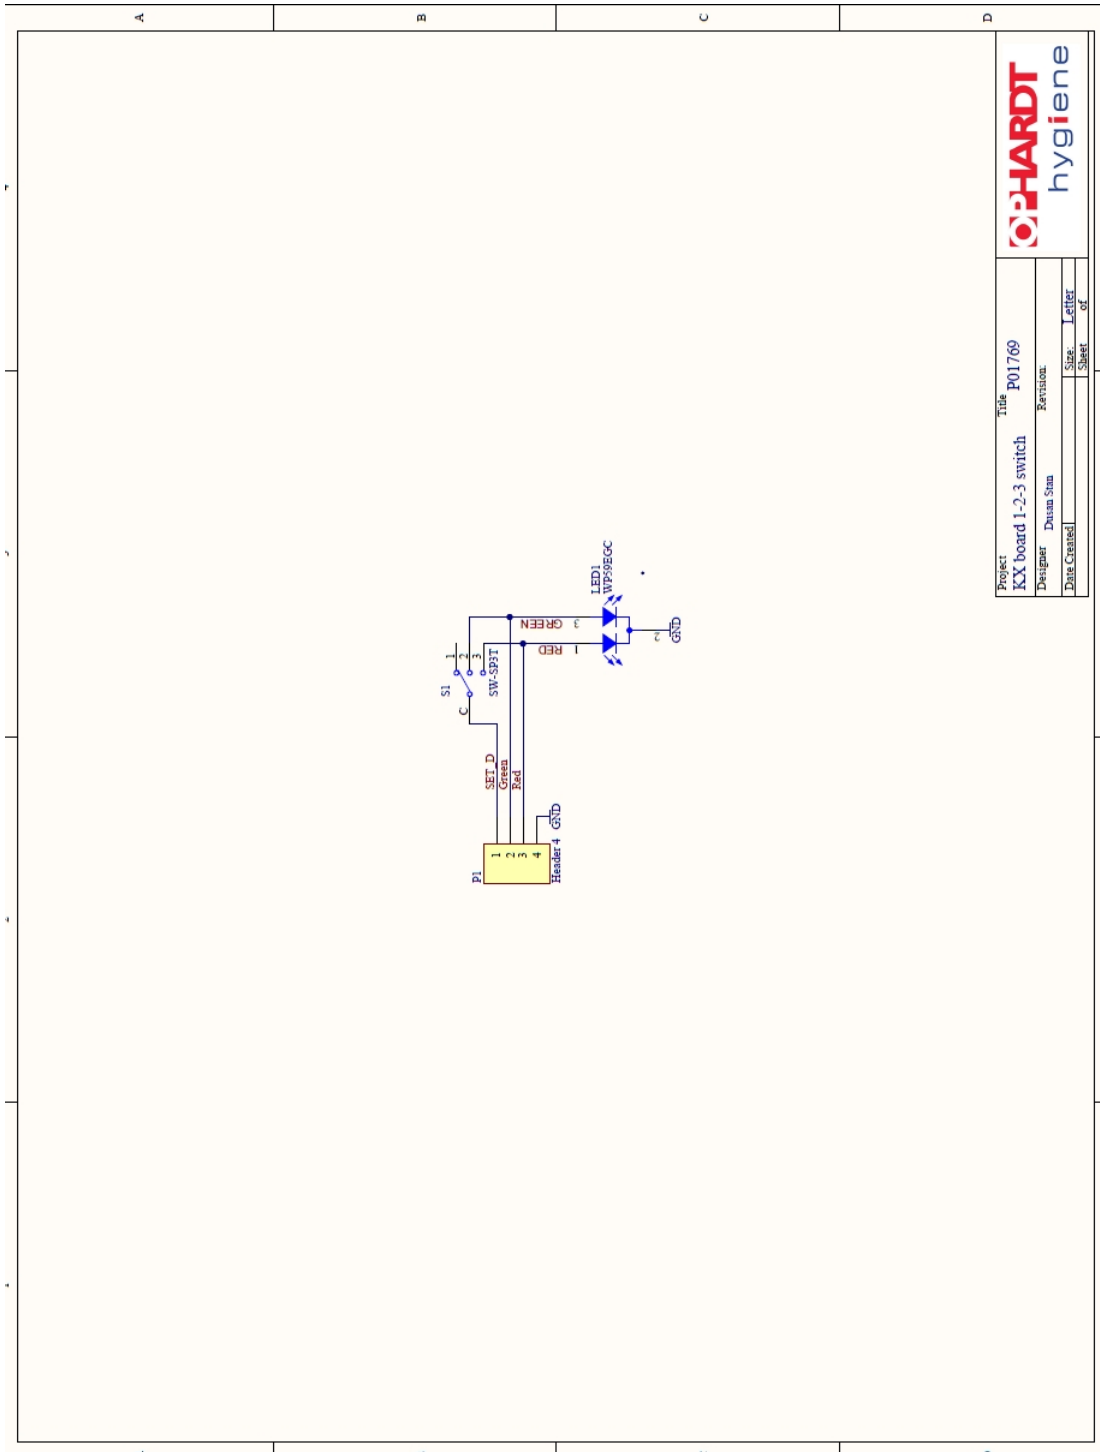 A
B
C
D
S1
C
1
2
3
SW-SP3T
SET_D
Green
Red
P1
1
2
3
4
Header 4
GND
GREEN
RED
3
1
LED1
WP59EGC
2
GND
Project
KX board 1-2-3 switch
Title
P01769
Designer
Dusan Stan
Revision:
Date Created
Size:
Letter
Sheet
of
OPHARDT
hygiene